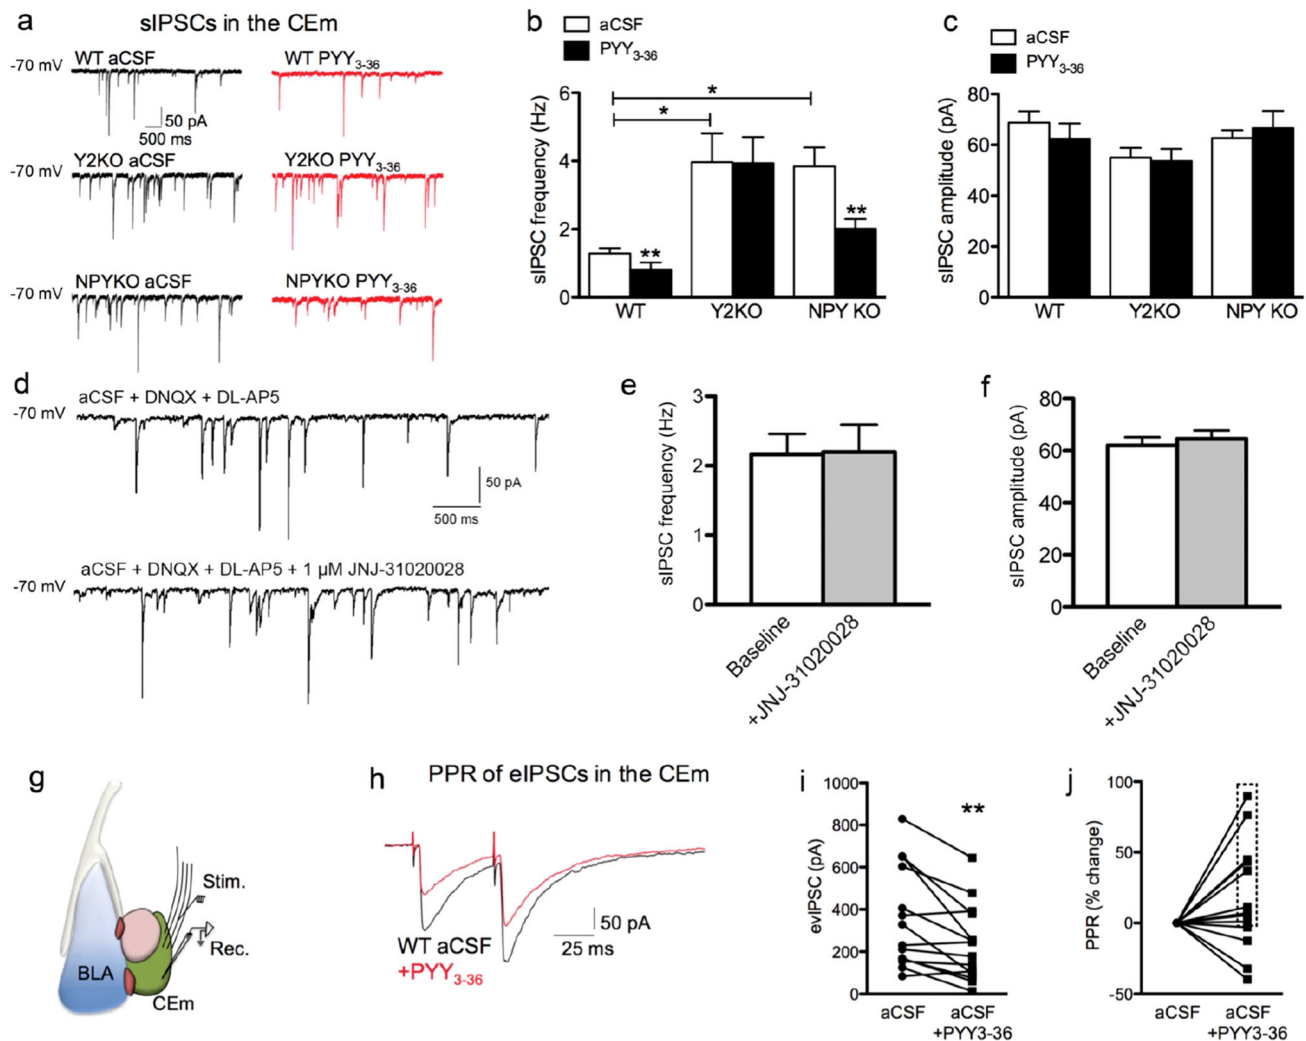 a
sIPSCs in the CEm
WT aCSF
WT PYY3-36
-70 mV
50 pA
500 ms
Y2KO aCSF
Y2KO PYY3-36
-70 mV
NPYKO aCSF
NPYKO PYY3-36
-70 mV
b
aCSF
PYY3-36
sIPSC frequency (Hz)
6
4
2
0
*
*
**
**
WT
Y2KO
NPY KO
c
aCSF
PYY3-36
sIPSC amplitude (pA)
80
60
40
20
0
WT
Y2KO
NPY KO
d
aCSF + DNQX + DL-AP5
-70 mV
50 pA
500 ms
aCSF + DNQX + DL-AP5 + 1 µM JNJ-31020028
-70 mV
e
sIPSC frequency (Hz)
3
2
1
0
Baseline
+JNJ-31020028
f
sIPSC amplitude (pA)
80
60
40
20
0
Baseline
+JNJ-31020028
g
Stim.
Rec.
BLA
CEm
h
PPR of eIPSCs in the CEm
WT aCSF
+PYY3-36
50 pA
25 ms
i
evIPSC (pA)
1000
800
600
400
200
0
**
aCSF
aCSF
+PYY3-36
j
PPR (% change)
100
50
0
-50
aCSF
aCSF
+PYY3-36